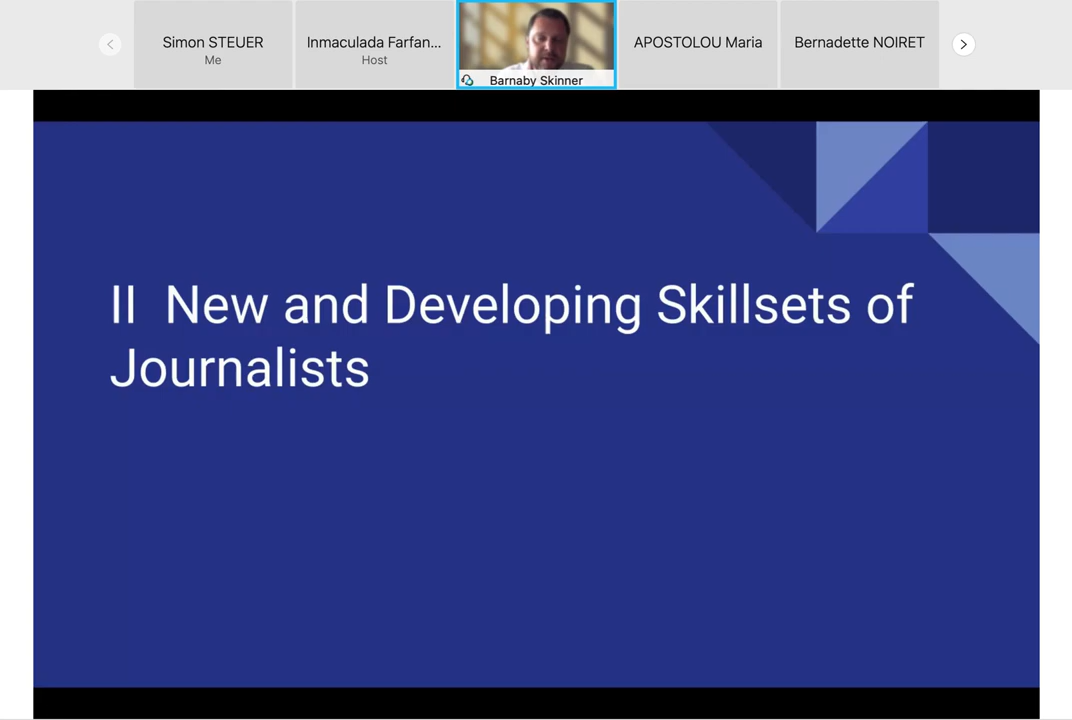 Simon STEUER
Me
Inmaculada Farfan...
Host
Barnaby Skinner
APOSTOLOU Maria
Bernadette NOIRET
II New and Developing Skillsets of
Journalists